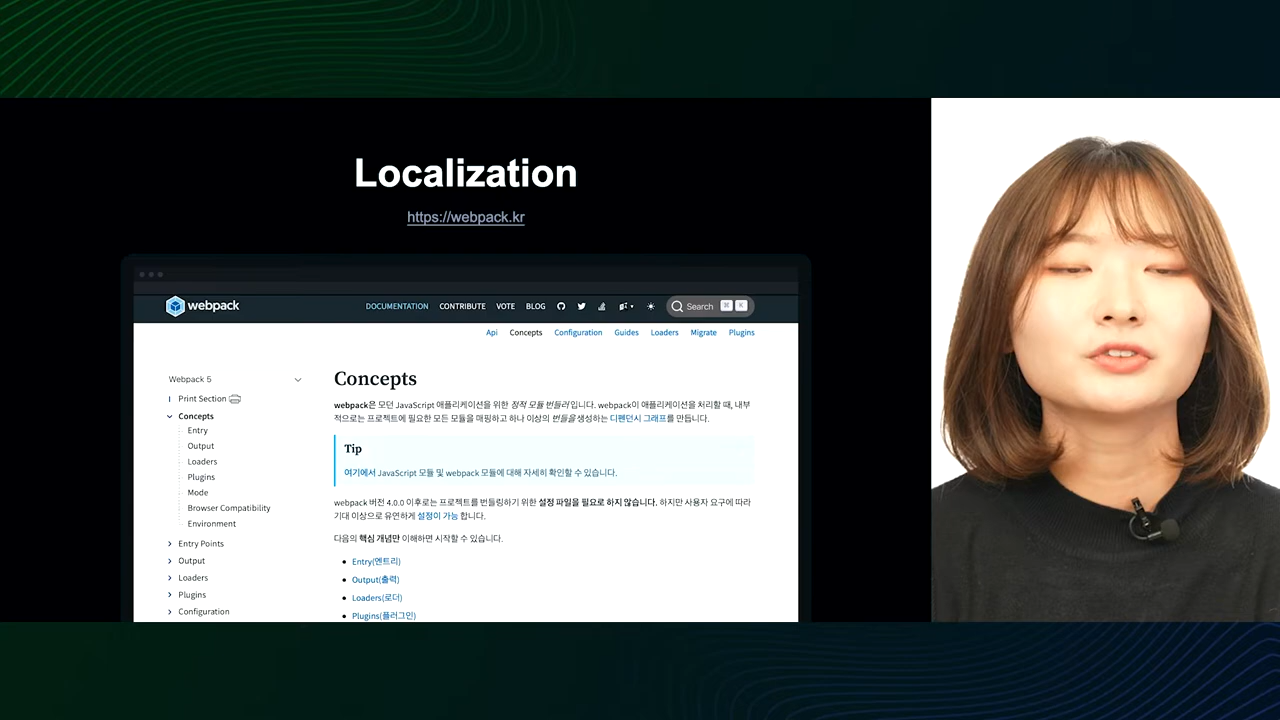 Localization
https://webpack.kr
webpack
DOCUMENTATION CONTRIBUTE VOTE BLOG Search ⌘ K
Api Concepts Configuration Guides Loaders Migrate Plugins
Webpack 5
Print Section
Concepts
Entry
Output
Loaders
Plugins
Mode
Browser Compatibility
Environment
Entry Points
Output
Loaders
Plugins
Configuration
Concepts
webpack은 모던 JavaScript 애플리케이션을 위한 정적 모듈 번들러 입니다. webpack이 애플리케이션을 처리할 때, 내부
적으로는 프로젝트에 필요한 모든 모듈을 매핑하고 하나 이상의 번들을 생성하는 디펜던시 그래프를 만듭니다.
Tip
여기에서 JavaScript 모듈 및 webpack 모듈에 대해 자세히 확인할 수 있습니다.
webpack 버전 4.0.0 이후로는 프로젝트를 번들링하기 위한 설정 파일을 필요로 하지 않습니다. 하지만 사용자 요구에 따라
기대 이상으로 유연하게 설정이 가능 합니다.
다음의 핵심 개념만 이해하면 시작할 수 있습니다.
Entry(엔트리)
Output(출력)
Loaders(로더)
Plugins(플러그인)